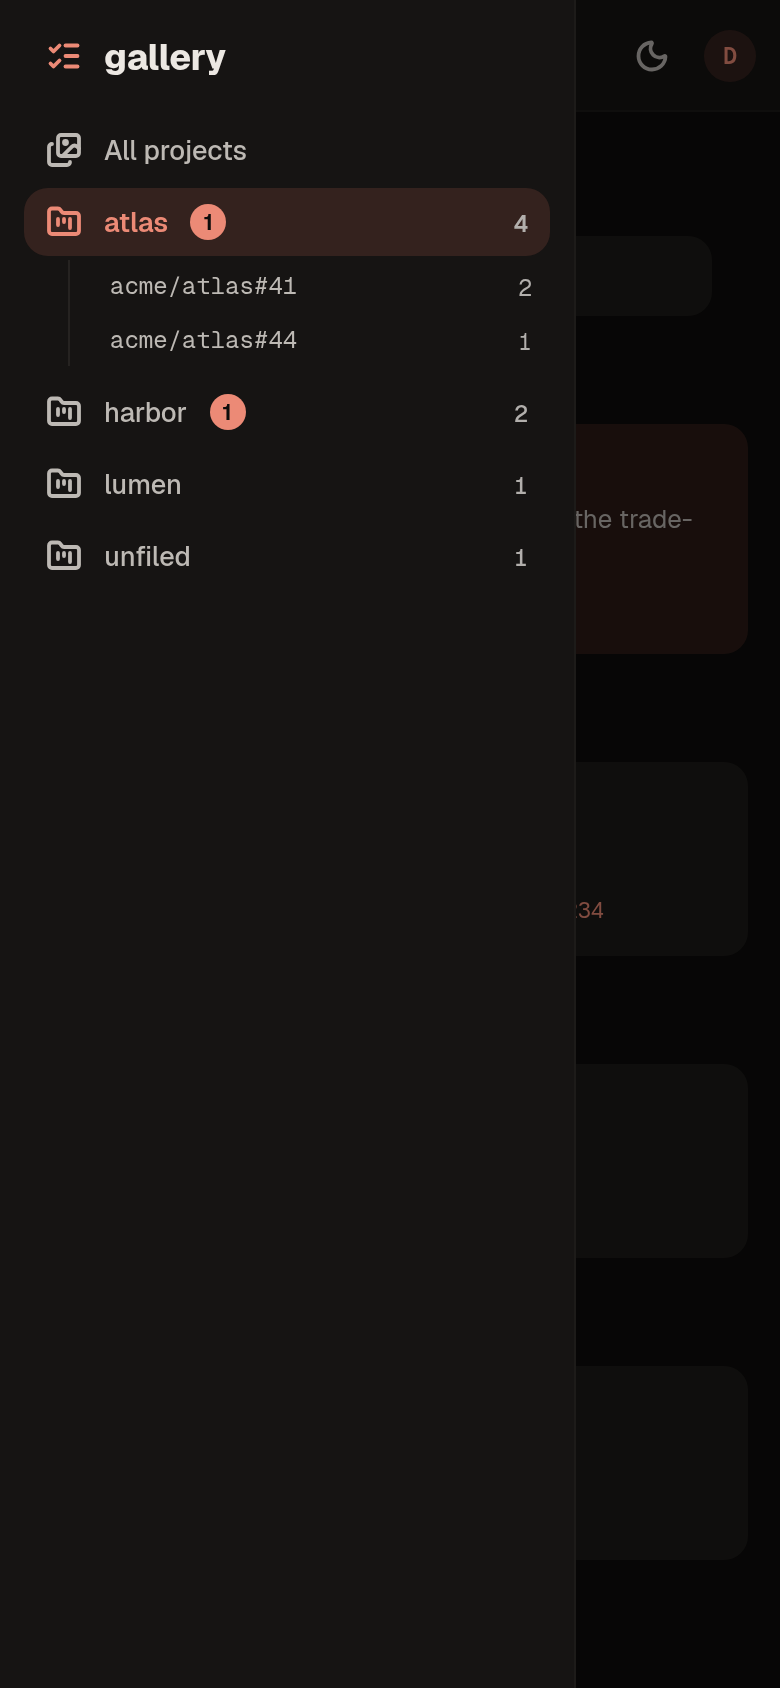 gallery
D
All projects
atlas 1 4
acme/atlas#41 2
acme/atlas#44 1
harbor 1 2
lumen 1
the trade-
unfiled 1
34